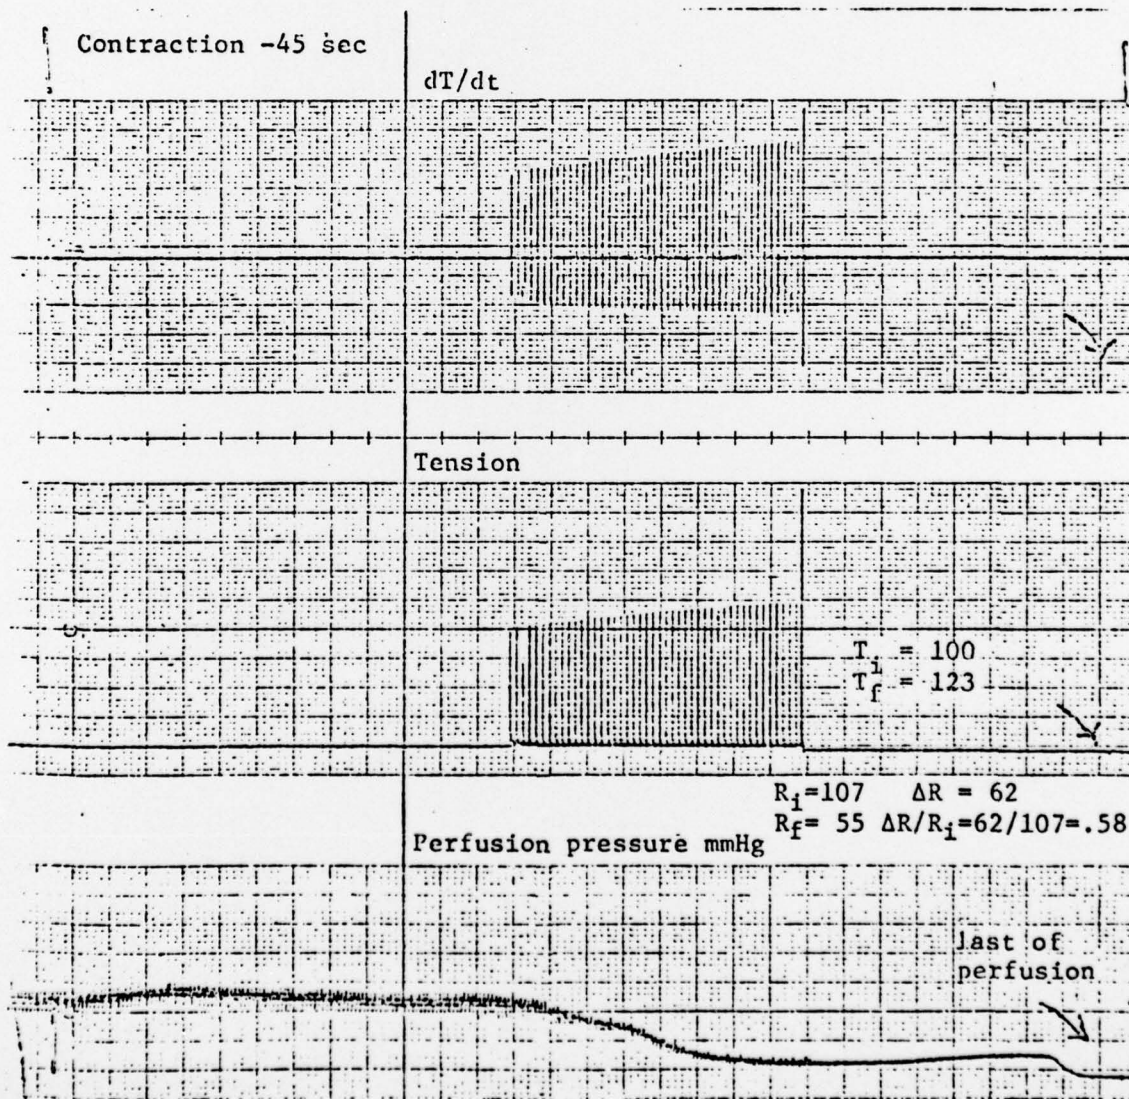 Contraction -45 sec
dT/dt
Tension
T_i = 100
T_f = 123
R_i=107 ΔR = 62
R_f= 55 ΔR/R_i=62/107=.58
Perfusion pressure mmHg
last of
perfusion